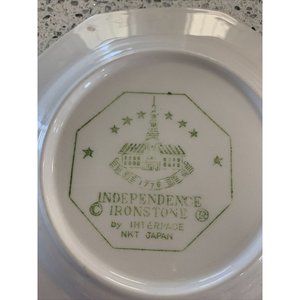 1776
INDEPENDENCE
© IRONSTONE ®
by INTERPACE
NKT JAPAN